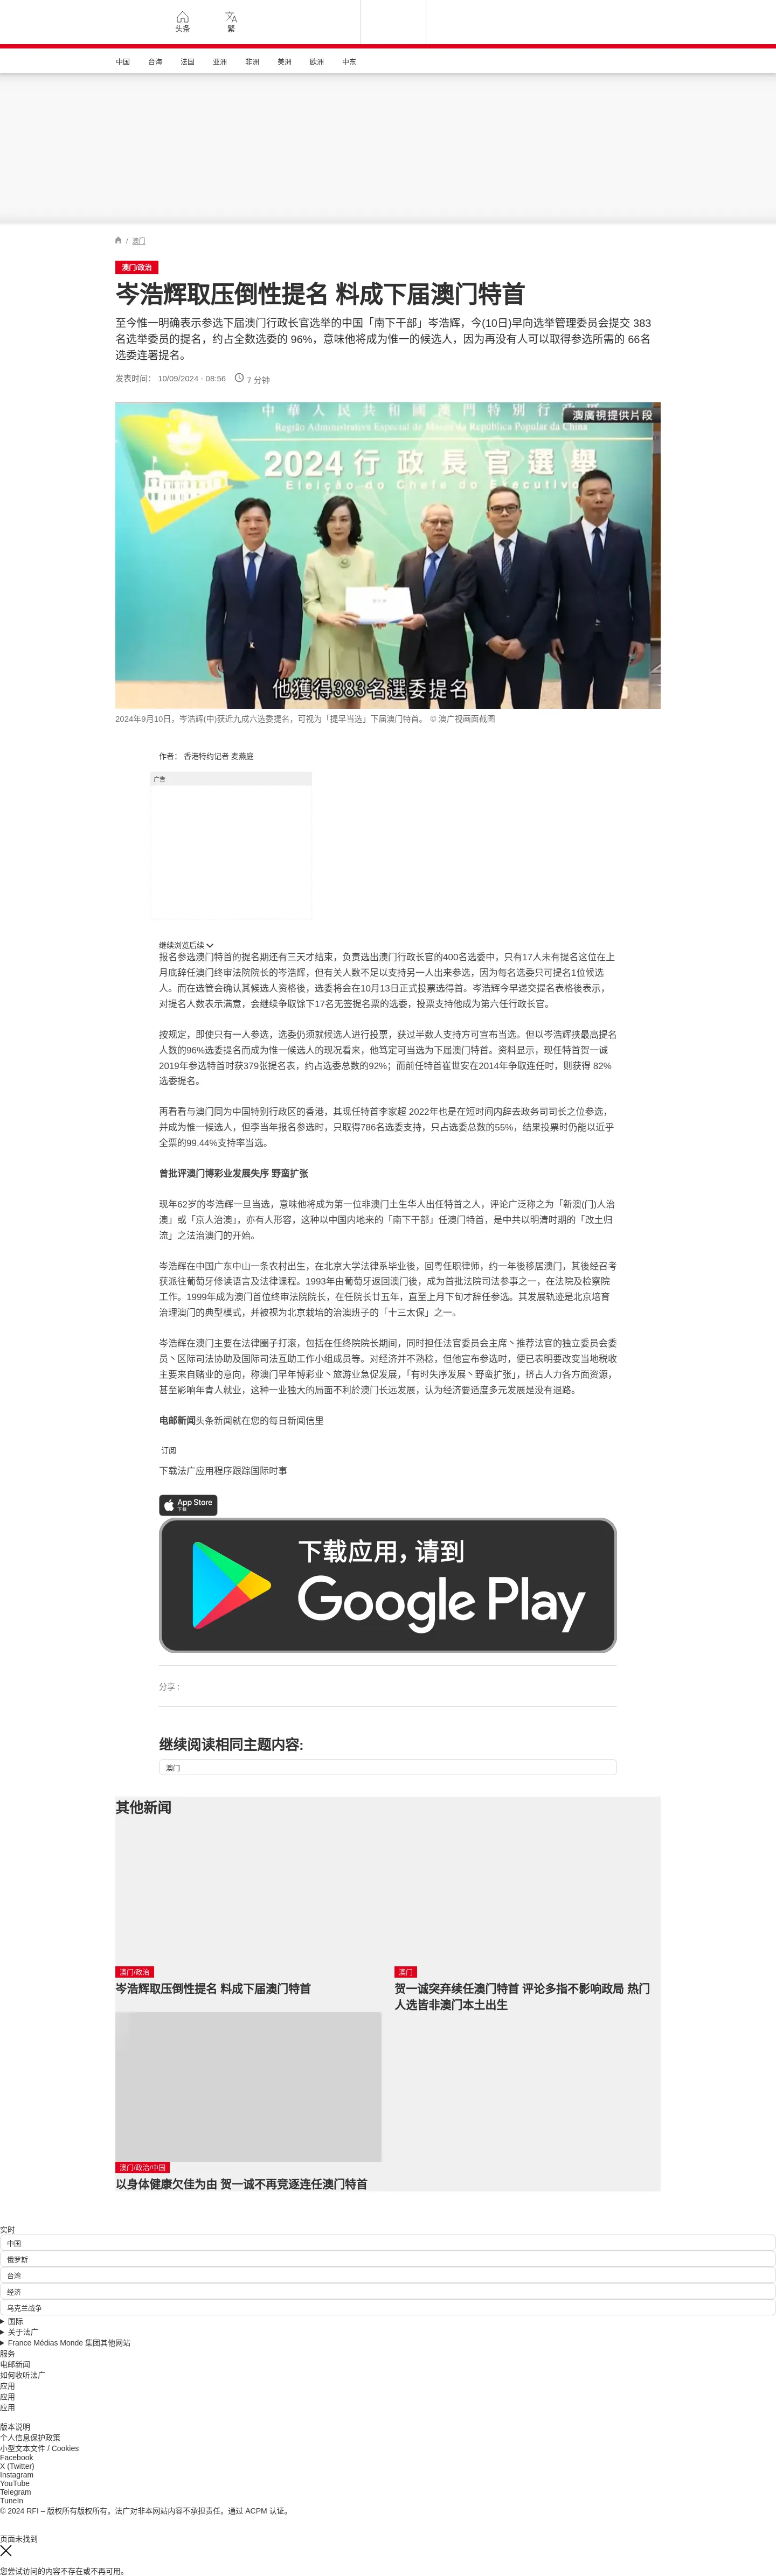 头条
繁
中国
台海
法国
亚洲
非洲
美洲
欧洲
中东
/ 澳门
澳门/政治
岑浩辉取压倒性提名 料成下届澳门特首
至今惟一明确表示参选下届澳门行政长官选举的中国「南下干部」岑浩辉，今(10日)早向选举管理委员会提交 383
名选举委员的提名，约占全数选委的 96%，意味他将成为惟一的候选人，因为再没有人可以取得参选所需的 66名
选委连署的提名。
发表时间： 10/09/2024 - 08:56
7 分钟
中華人民共和國澳門特別行政區
澳廣視提供片段
Região Administrativa Especial de Macau da República Popular da China
2024行政長官選舉
Eleição do Chefe do Executivo
他獲得383名選委提名
2024年9月10日，岑浩辉(中)获近九成六选委提名，可视为「提早当选」下届澳门特首。 © 澳广视画面截图
作者： 香港特约记者 麦燕庭
广告
继续浏览后续
报名参选澳门特首的提名期还有三天才结束，负责选出澳门行政长官的400名选委中，只有17人未有提名这位在上
月底辞任澳门终审法院院长的岑浩辉，但有关人数不足以支持另一人出来参选，因为每名选委只可提名1位候选
人。而在选管会确认其候选人资格後，选委将会在10月13日正式投票选得首。岑浩辉今早递交提名表格後表示，
对提名人数表示满意，会继续争取馀下17名无签提名票的选委，投票支持他成为第六任行政长官。
按规定，即使只有一人参选，选委仍须就候选人进行投票，获过半数人支持方可宣布当选。但以岑浩辉挟最高提名
人数的96%选委提名而成为惟一候选人的现况看来，他笃定可当选为下届澳门特首。资料显示，现任特首贺一诚
2019年参选特首时获379张提名表，约占选委总数的92%；而前任特首崔世安在2014年争取连任时，则获得 82%
选委提名。
再看看与澳门同为中国特别行政区的香港，其现任特首李家超 2022年也是在短时间内辞去政务司司长之位参选，
并成为惟一候选人，但李当年报名参选时，只取得786名选委支持，只占选委总数的55%，结果投票时仍能以近乎
全票的99.44%支持率当选。
曾批评澳门博彩业发展失序 野蛮扩张
现年62岁的岑浩辉一旦当选，意味他将成为第一位非澳门土生华人出任特首之人，评论广泛称之为「新澳(门)人治
澳」或「京人治澳」，亦有人形容，这种以中国内地来的「南下干部」任澳门特首，是中共以明清时期的「改土归
流」之法治澳门的开始。
岑浩辉在中国广东中山一条农村出生，在北京大学法律系毕业後，回粤任职律师，约一年後移居澳门，其後经召考
获派往葡萄牙修读语言及法律课程。1993年由葡萄牙返回澳门後，成为首批法院司法参事之一，在法院及检察院
工作。1999年成为澳门首位终审法院院长，在任院长廿五年，直至上月下旬才辞任参选。其发展轨迹是北京培育
治理澳门的典型模式，并被视为北京栽培的治澳班子的「十三太保」之一。
岑浩辉在澳门主要在法律圈子打滚，包括在任终院院长期间，同时担任法官委员会主席丶推荐法官的独立委员会委
员丶区际司法协助及国际司法互助工作小组成员等。对经济并不熟稔，但他宣布参选时，便已表明要改变当地税收
主要来自赌业的意向，称澳门早年博彩业丶旅游业急促发展，「有时失序发展丶野蛮扩张」，挤占人力各方面资源，
甚至影响年青人就业，这种一业独大的局面不利於澳门长远发展，认为经济要适度多元发展是没有退路。
电邮新闻头条新闻就在您的每日新闻信里
订阅
下载法广应用程序跟踪国际时事
App Store
下载
下载应用，请到
Google Play
分享 :
继续阅读相同主题内容:
澳门
其他新闻
澳门/政治
岑浩辉取压倒性提名 料成下届澳门特首
澳门
贺一诚突弃续任澳门特首 评论多指不影响政局 热门
人选皆非澳门本土出生
澳门/政治/中国
以身体健康欠佳为由 贺一诚不再竞逐连任澳门特首
实时
中国
俄罗斯
台湾
经济
乌克兰战争
国际
关于法广
France Médias Monde 集团其他网站
服务
电邮新闻
如何收听法广
应用
应用
应用
版本说明
个人信息保护政策
小型文本文件 / Cookies
Facebook
X (Twitter)
Instagram
YouTube
Telegram
TuneIn
© 2024 RFI – 版权所有版权所有。法广对非本网站内容不承担责任。通过 ACPM 认证。
页面未找到
您尝试访问的内容不存在或不再可用。